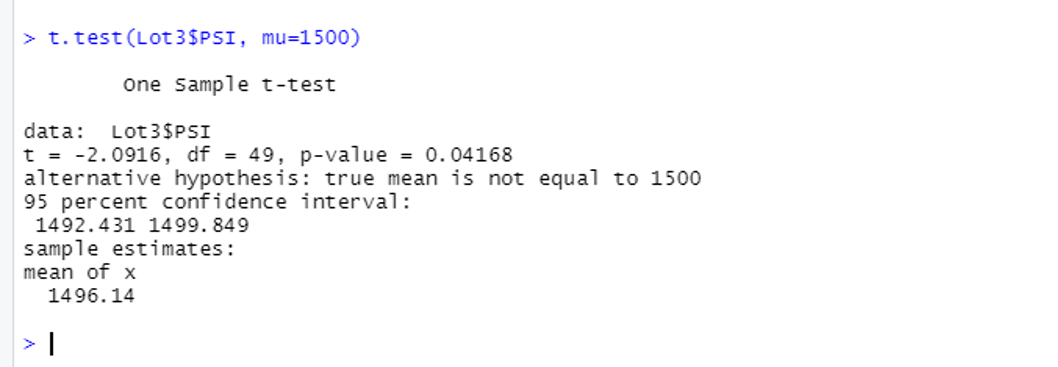 > t.test(Lot3$PSI, mu=1500)
One Sample t-test
data:  Lot3$PSI
t = -2.0916, df = 49, p-value = 0.04168
alternative hypothesis: true mean is not equal to 1500
95 percent confidence interval:
1492.431 1499.849
sample estimates:
mean of x
1496.14
>